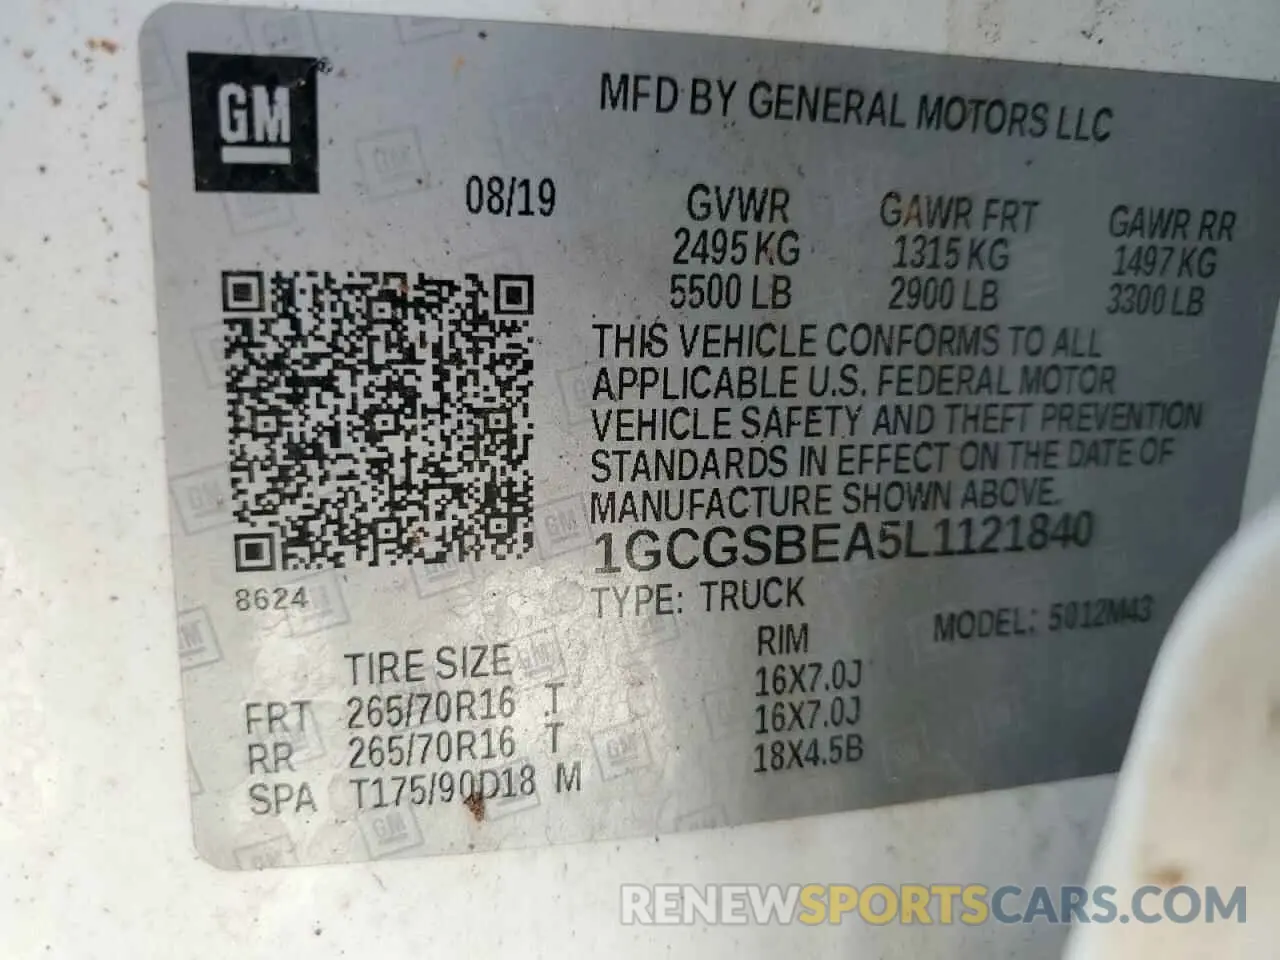 GM
MFD BY GENERAL MOTORS LLC
08/19
GVWR GAWR FRT GAWR RR
2495 KG 1315 KG 1497 KG
5500 LB 2900 LB 3300 LB
THIS VEHICLE CONFORMS TO ALL
APPLICABLE U.S. FEDERAL MOTOR
VEHICLE SAFETY AND THEFT PREVENTION
STANDARDS IN EFFECT ON THE DATE OF
MANUFACTURE SHOWN ABOVE.
1GCGSBEA5L1121840
8624
TYPE: TRUCK MODEL: 5012M43
TIRE SIZE RIM
FRT 265/70R16 T 16X7.0J
RR 265/70R16 T 16X7.0J
SPA T175/90D18 M 18X4.5B
RENEWSPORTSCARS.COM